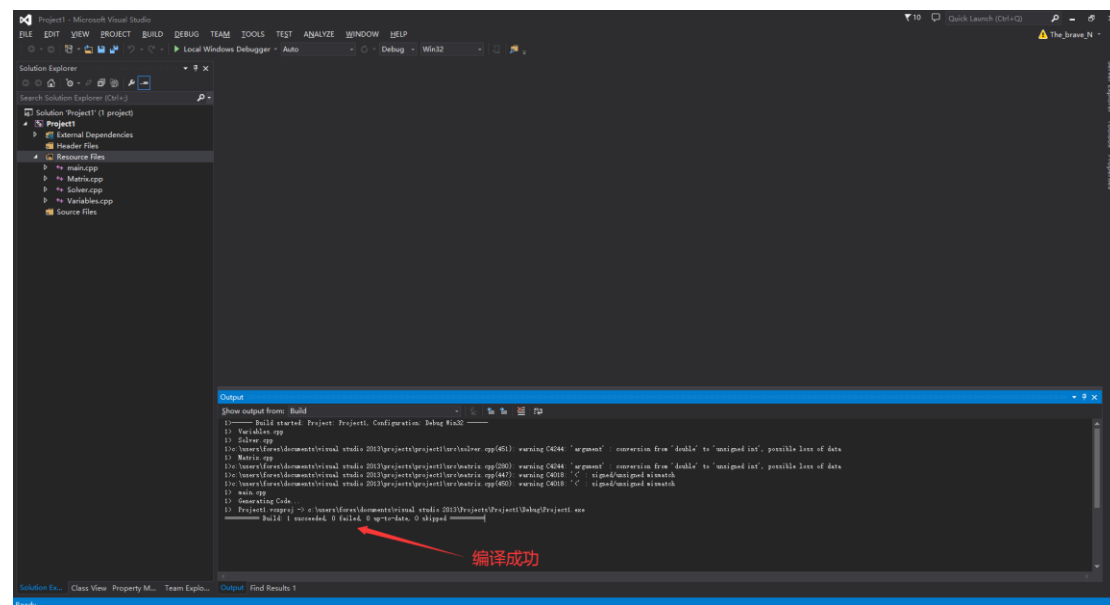 Project1 - Microsoft Visual Studio
10
Quick Launch (Ctrl+Q)
FILE EDIT VIEW PROJECT BUILD DEBUG TEAM TOOLS TEST ANALYZE WINDOW HELP
The_brave_N
Local Windows Debugger Auto Debug Win32
Solution Explorer
Search Solution Explorer (Ctrl+;)
Solution 'Project1' (1 project)
Project1
External Dependencies
Header Files
Resource Files
main.cpp
Matrix.cpp
Solver.cpp
Variables.cpp
Source Files
Output
Show output from: Build
1>------ Build started: Project: Project1, Configuration: Debug Win32 ------
1> Variables.cpp
1> Solver.cpp
1>c:\users\fores\documents\visual studio 2013\projects\project1\src\solver.cpp(451): warning C4244: 'argument' : conversion from 'double' to 'unsigned int', possible loss of data
1> Matrix.cpp
1>c:\users\fores\documents\visual studio 2013\projects\project1\src\matrix.cpp(280): warning C4244: 'argument' : conversion from 'double' to 'unsigned int', possible loss of data
1>c:\users\fores\documents\visual studio 2013\projects\project1\src\matrix.cpp(447): warning C4018: '<' : signed/unsigned mismatch
1>c:\users\fores\documents\visual studio 2013\projects\project1\src\matrix.cpp(450): warning C4018: '<' : signed/unsigned mismatch
1> main.cpp
1> Generating Code...
1> Project1.vcxproj -> c:\users\fores\documents\visual studio 2013\Projects\Project1\Debug\Project1.exe
========== Build: 1 succeeded, 0 failed, 0 up-to-date, 0 skipped ==========
编译成功
Solution Ex... Class View Property M... Team Explo... Output Find Results 1
Ready